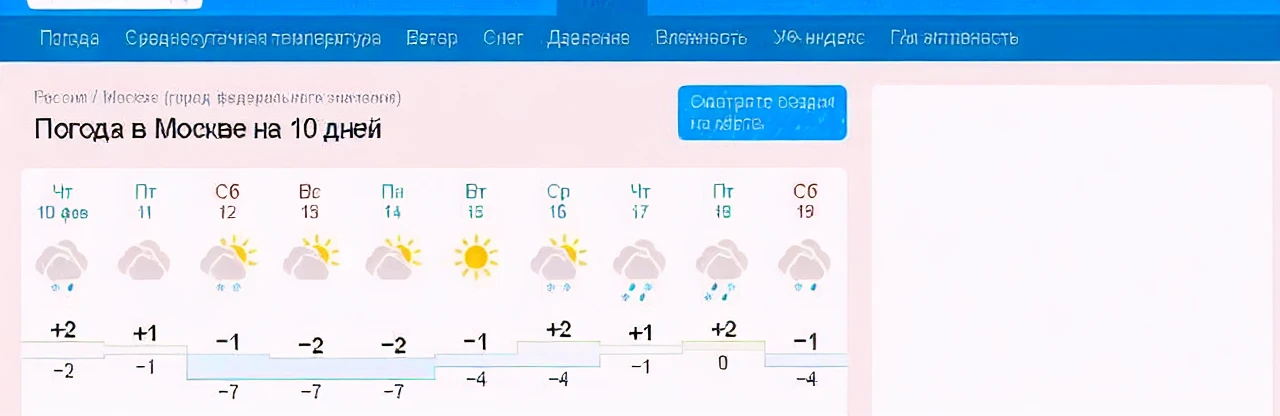 Погода Среднесуточная температура Ветер Снег Давление Влажность УФ-индекс Г/м активность
Россия / Москва (город федерального значения)
Погода в Москве на 10 дней
Смотрите осадки
на карте
Чт Пт Сб Вс Пн Вт Ср Чт Пт Сб
10 фев 11 12 13 14 15 16 17 18 19
+2 +1 −1 −2 −2 −1 +2 +1 +2 −1
−2 −1 −7 −7 −7 −4 −4 −1 0 −4